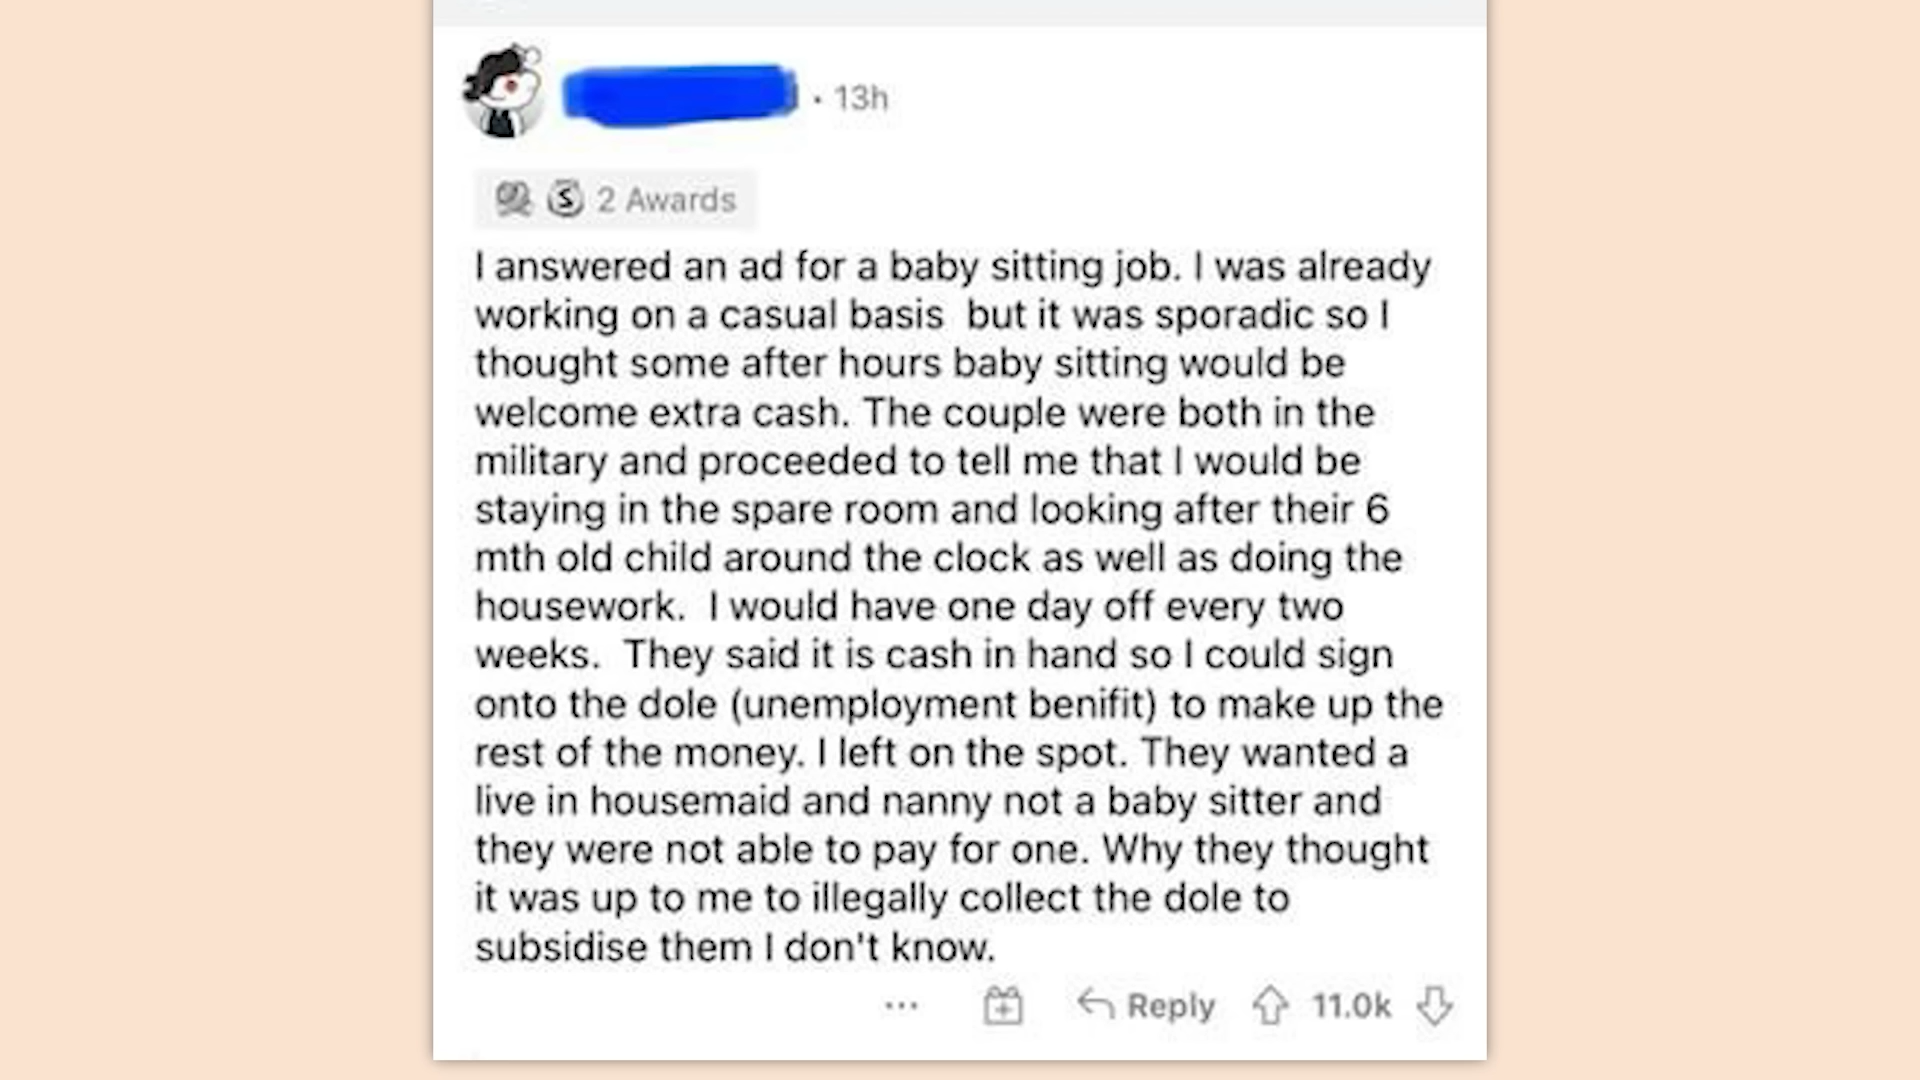 · 13h
2 Awards
I answered an ad for a baby sitting job. I was already
working on a casual basis  but it was sporadic so I
thought some after hours baby sitting would be
welcome extra cash. The couple were both in the
military and proceeded to tell me that I would be
staying in the spare room and looking after their 6
mth old child around the clock as well as doing the
housework.  I would have one day off every two
weeks.  They said it is cash in hand so I could sign
onto the dole (unemployment benifit) to make up the
rest of the money. I left on the spot. They wanted a
live in housemaid and nanny not a baby sitter and
they were not able to pay for one. Why they thought
it was up to me to illegally collect the dole to
subsidise them I don't know.
... Reply 11.0k